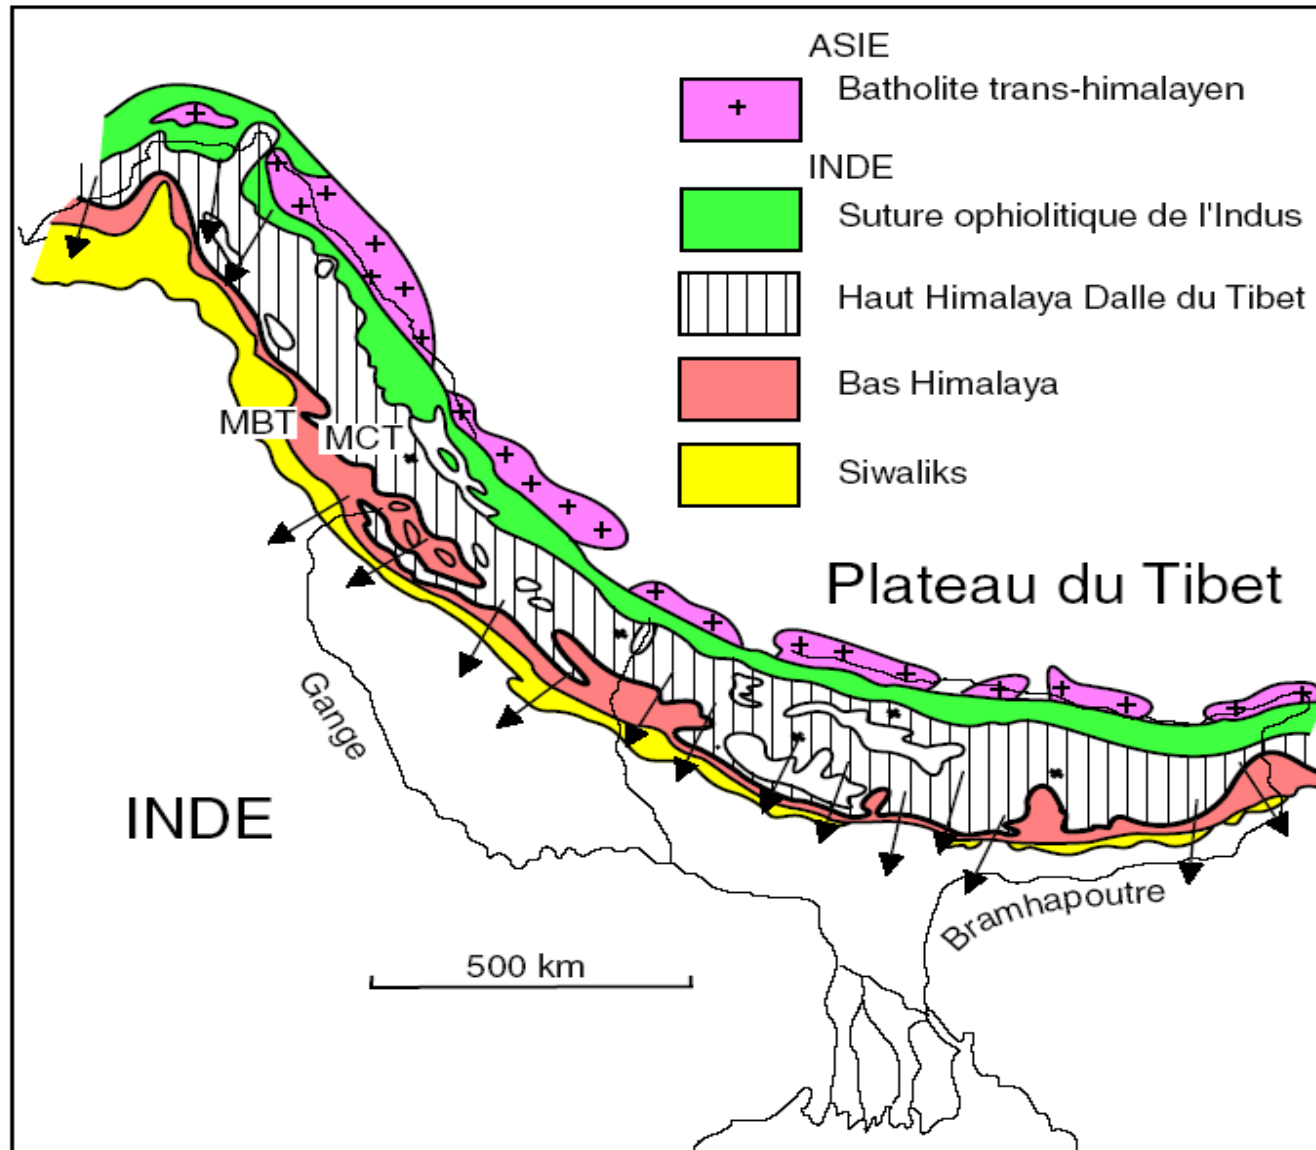 ASIE
Batholite trans-himalayen
INDE
Suture ophiolitique de l'Indus
Haut Himalaya Dalle du Tibet
Bas Himalaya
Siwaliks
MBT
MCT
Plateau du Tibet
Gange
INDE
Bramhapoutre
500 km